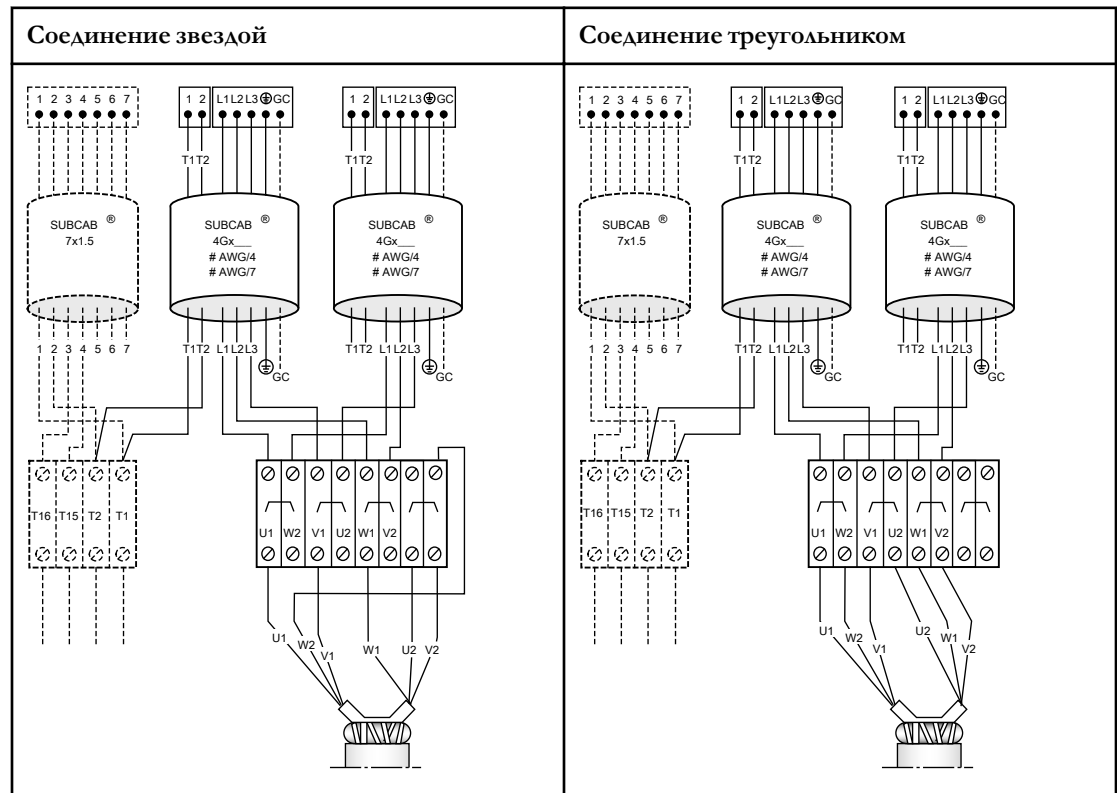 Соединение звездой
Соединение треугольником
1 2 3 4 5 6 7
1 2 L1 L2 L3 GC
1 2 L1 L2 L3 GC
T1 T2
T1 T2
SUBCAB ®
7x1.5
SUBCAB ®
4Gx___
# AWG/4
# AWG/7
SUBCAB ®
4Gx___
# AWG/4
# AWG/7
1 2 3 4 5 6 7
T1 T2 L1 L2 L3
GC
T1 T2 L1 L2 L3
GC
T16 T15 T2 T1
U1 W2 V1 U2 W1 V2
U1 W2 V1 W1 U2 V2
1 2 3 4 5 6 7
1 2 L1 L2 L3 GC
1 2 L1 L2 L3 GC
T1 T2
T1 T2
SUBCAB ®
7x1.5
SUBCAB ®
4Gx___
# AWG/4
# AWG/7
SUBCAB ®
4Gx___
# AWG/4
# AWG/7
1 2 3 4 5 6 7
T1 T2 L1 L2 L3
GC
T1 T2 L1 L2 L3
GC
T16 T15 T2 T1
U1 W2 V1 U2 W1 V2
U1 W2 V1 U2 W1 V2